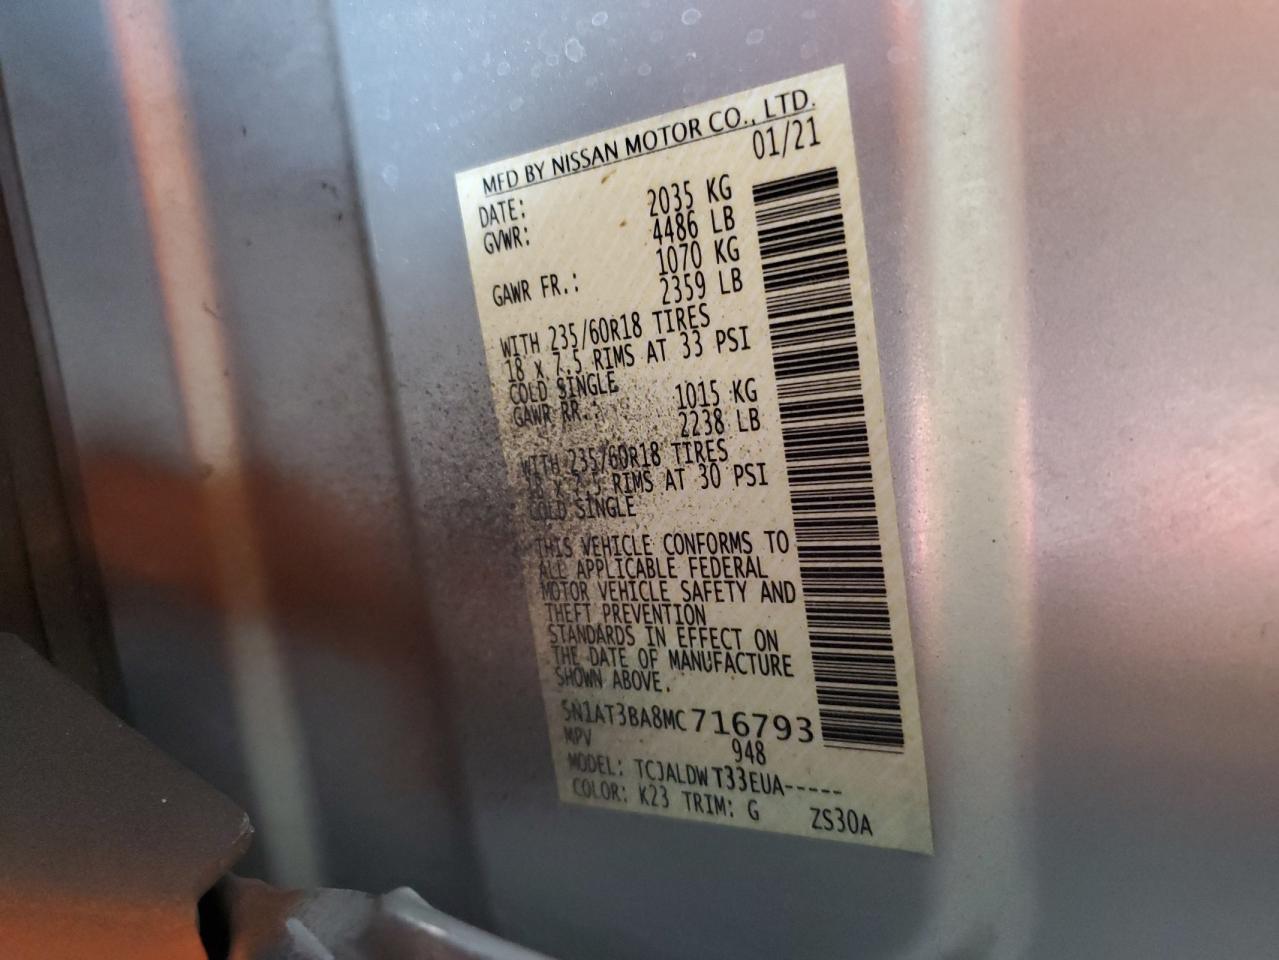 MFD BY NISSAN MOTOR CO., LTD.
DATE: 01/21
GVWR: 2035 KG
4486 LB
GAWR FR.: 1070 KG
2359 LB
WITH 235/60R18 TIRES
18 X 7.5 RIMS AT 33 PSI
COLD SINGLE
GAWR RR.: 1015 KG
2238 LB
WITH 235/60R18 TIRES
18 X 7.5 RIMS AT 30 PSI
COLD SINGLE
THIS VEHICLE CONFORMS TO
ALL APPLICABLE FEDERAL
MOTOR VEHICLE SAFETY AND
THEFT PREVENTION
STANDARDS IN EFFECT ON
THE DATE OF MANUFACTURE
SHOWN ABOVE.
5N1AT3BA8MC716793
MPV 948
MODEL: TCJALDWT33EUA-----
COLOR: K23 TRIM: G ZS30A